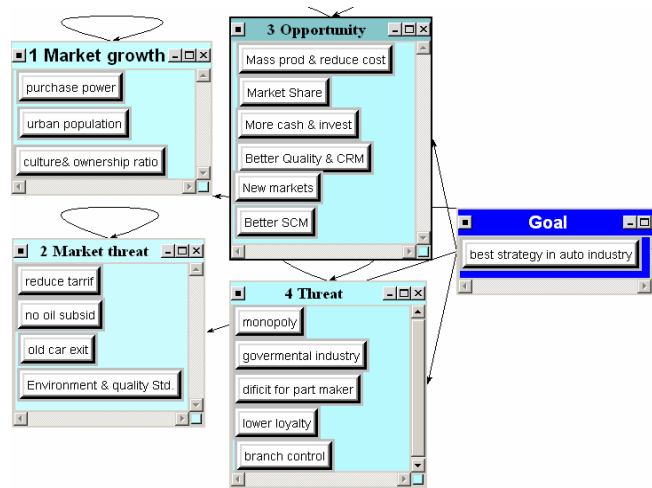 1 Market growth
purchase power
urban population
culture& ownership ratio
2 Market threat
reduce tarrif
no oil subsid
old car exit
Environment & quality Std.
3 Opportunity
Mass prod & reduce cost
Market Share
More cash & invest
Better Quality & CRM
New markets
Better SCM
4 Threat
monopoly
govermental industry
dificit for part maker
lower loyalty
branch control
Goal
best strategy in auto industry